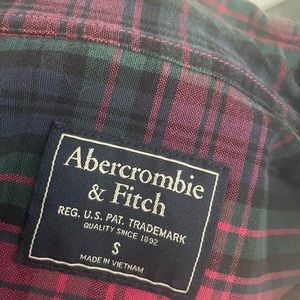 Abercrombie
& Fitch
REG. U.S. PAT. TRADEMARK
QUALITY SINCE 1892
S
MADE IN VIETNAM